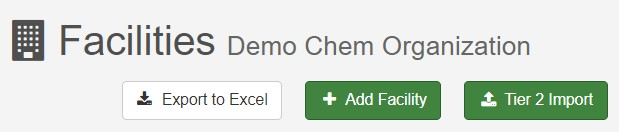 Facilities Demo Chem Organization
Export to Excel Add Facility Tier 2 Import